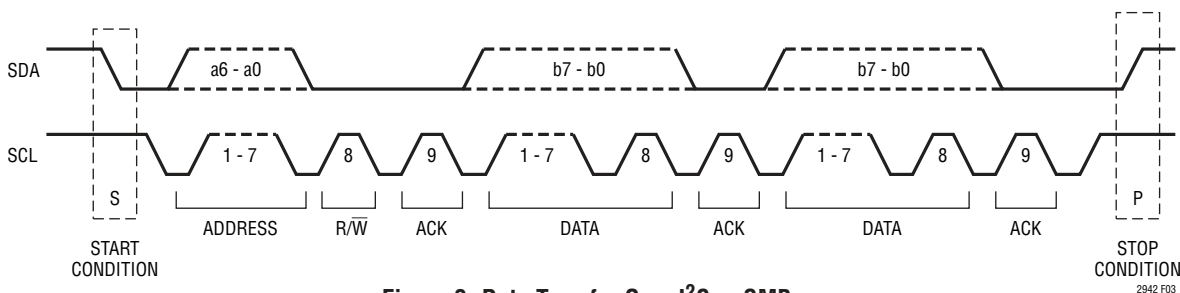 SDA
a6 - a0
b7 - b0
b7 - b0
SCL
1 - 7
8
9
1 - 7
8
9
1 - 7
8
9
S
P
ADDRESS
R/W̅
ACK
DATA
ACK
DATA
ACK
START
CONDITION
STOP
CONDITION
2942 F03